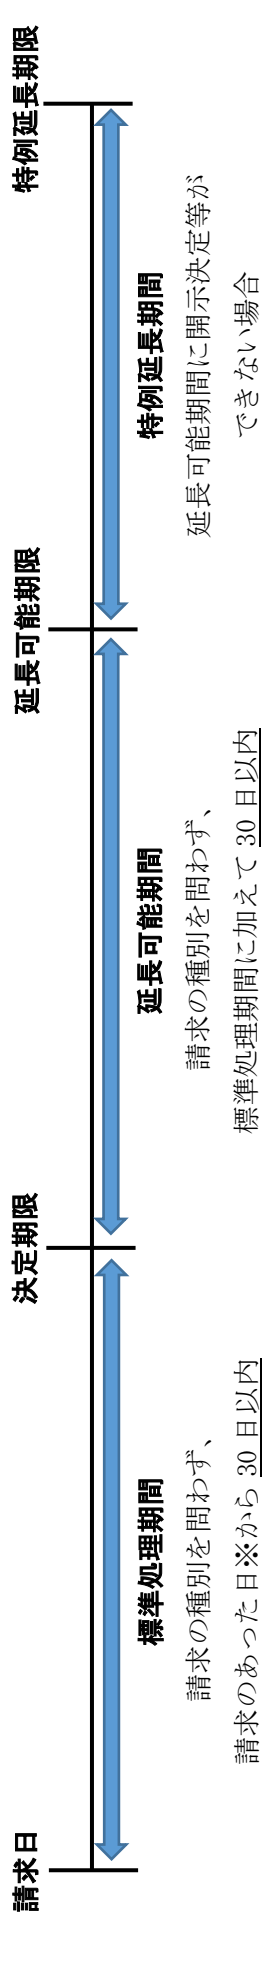 請求日
決定期限
延長可能期限
特例延長期限
標準処理期間
請求の種別を問わず、
請求のあった日※から 30 日以内
延長可能期間
請求の種別を問わず、
標準処理期間に加えて 30 日以内
特例延長期間
延長可能期間に開示決定等が
できない場合